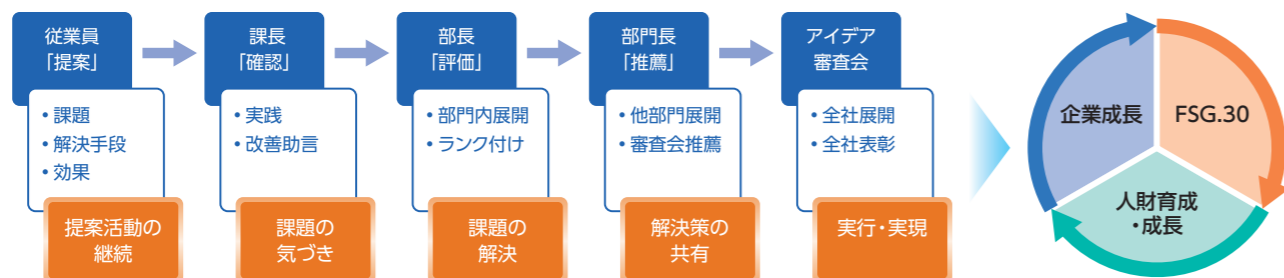 従業員
「提案」
• 課題
• 解決手段
• 効果
提案活動の
継続
課長
「確認」
• 実践
• 改善助言
課題の
気づき
部長
「評価」
• 部門内展開
• ランク付け
課題の
解決
部門長
「推薦」
• 他部門展開
• 審査会推薦
解決策の
共有
アイデア
審査会
• 全社展開
• 全社表彰
実行・実現
企業成長
FSG.30
人財育成
・成長